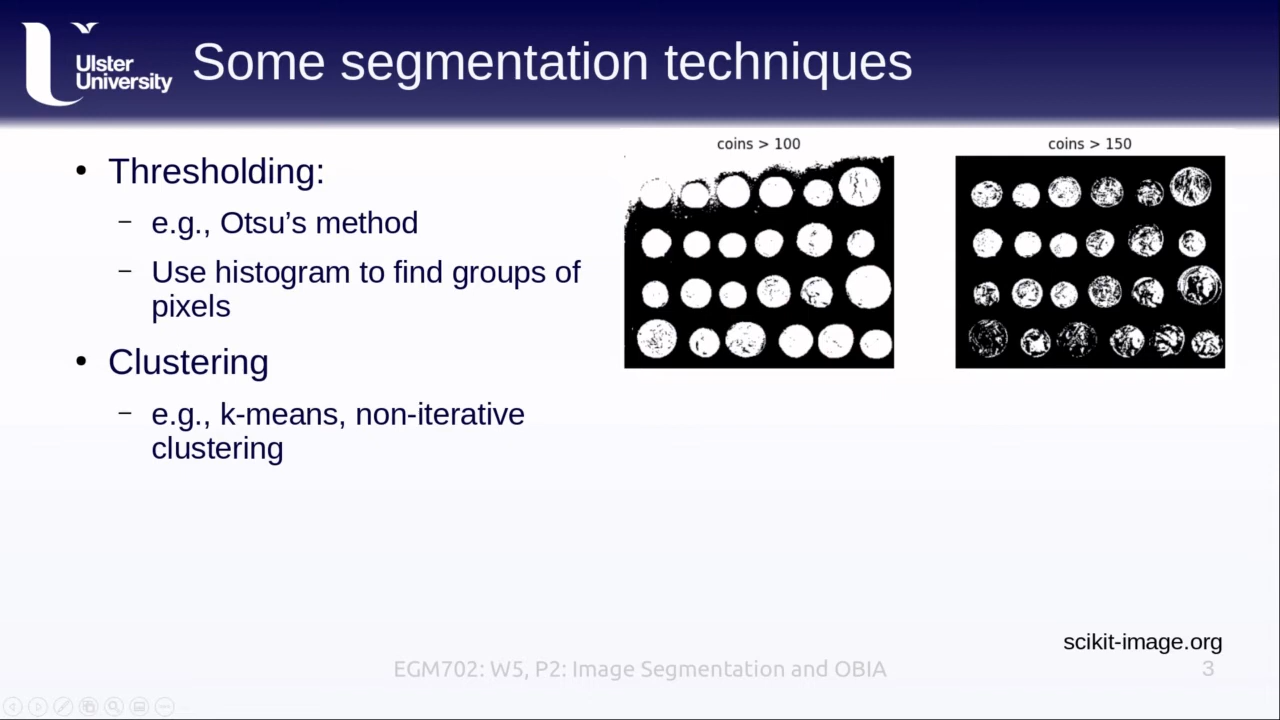 Ulster
University
Some segmentation techniques
• Thresholding:
– e.g., Otsu’s method
– Use histogram to find groups of
pixels
• Clustering
– e.g., k-means, non-iterative
clustering
coins > 100
coins > 150
scikit-image.org
EGM702: W5, P2: Image Segmentation and OBIA
3